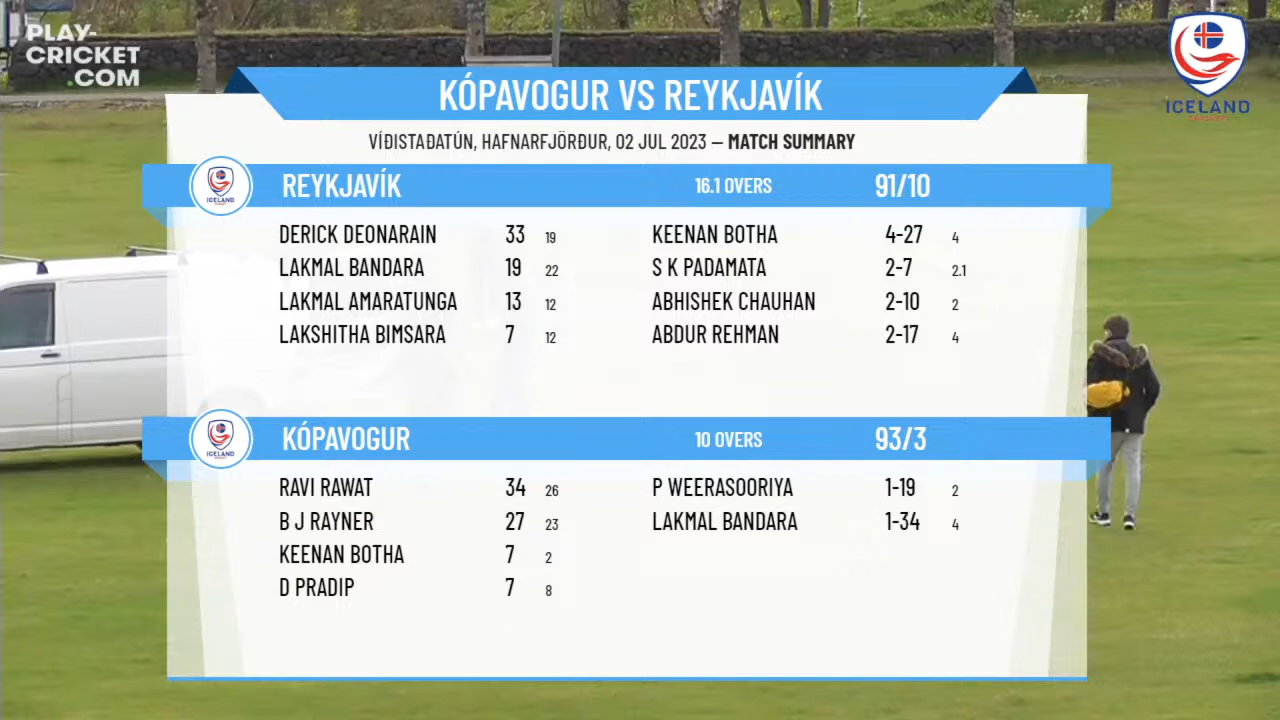 PLAY-
CRICKET
.COM
ICELAND
KÓPAVOGUR VS REYKJAVÍK
VÍÐISTAÐATÚN, HAFNARFJÖRÐUR, 02 JUL 2023 – MATCH SUMMARY
ICELAND
REYKJAVÍK 16.1 OVERS 91/10
DERICK DEONARAIN 33 19 KEENAN BOTHA 4-27 4
LAKMAL BANDARA 19 22 S K PADAMATA 2-7 2.1
LAKMAL AMARATUNGA 13 12 ABHISHEK CHAUHAN 2-10 2
LAKSHITHA BIMSARA 7 12 ABDUR REHMAN 2-17 4
ICELAND
KÓPAVOGUR 10 OVERS 93/3
RAVI RAWAT 34 26 P WEERASOORIYA 1-19 2
B J RAYNER 27 23 LAKMAL BANDARA 1-34 4
KEENAN BOTHA 7 2
D PRADIP 7 8